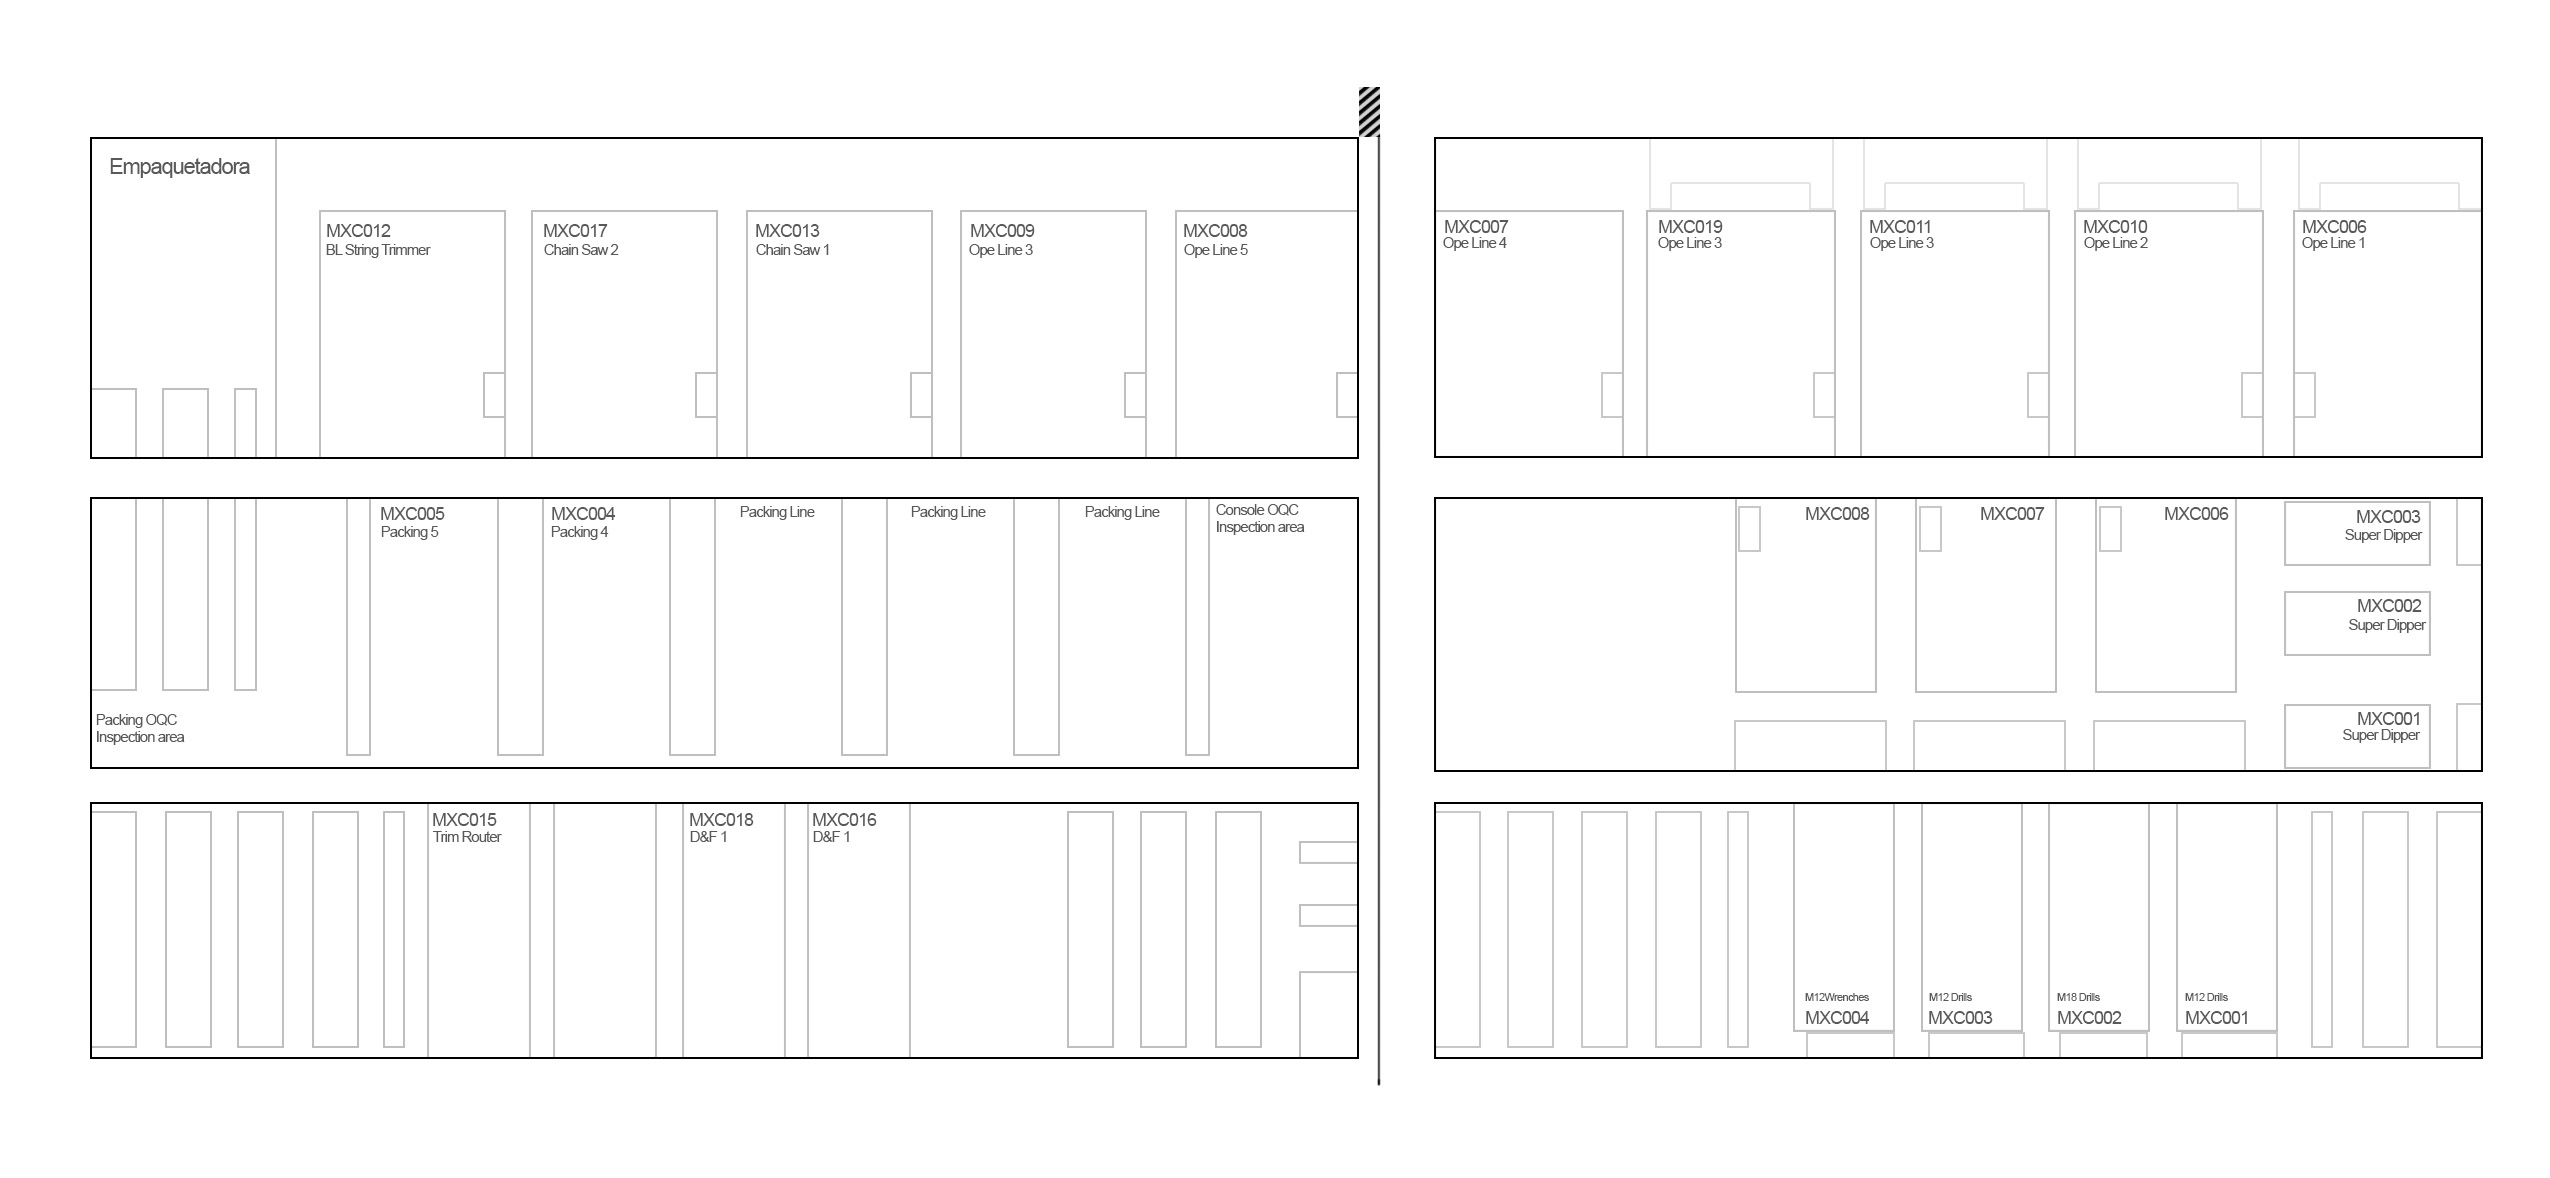 Empaquetadora
MXC012
BL String Trimmer
MXC017
Chain Saw 2
MXC013
Chain Saw 1
MXC009
Ope Line 3
MXC008
Ope Line 5
MXC007
Ope Line 4
MXC019
Ope Line 3
MXC011
Ope Line 3
MXC010
Ope Line 2
MXC006
Ope Line 1
MXC005
Packing 5
MXC004
Packing 4
Packing Line
Packing Line
Packing Line
Console OQC
Inspection area
Packing OQC
Inspection area
MXC008
MXC007
MXC006
MXC003
Super Dipper
MXC002
Super Dipper
MXC001
Super Dipper
MXC015
Trim Router
MXC018
D&F 1
MXC016
D&F 1
M12Wrenches
MXC004
M12 Drills
MXC003
M18 Drills
MXC002
M12 Drills
MXC001